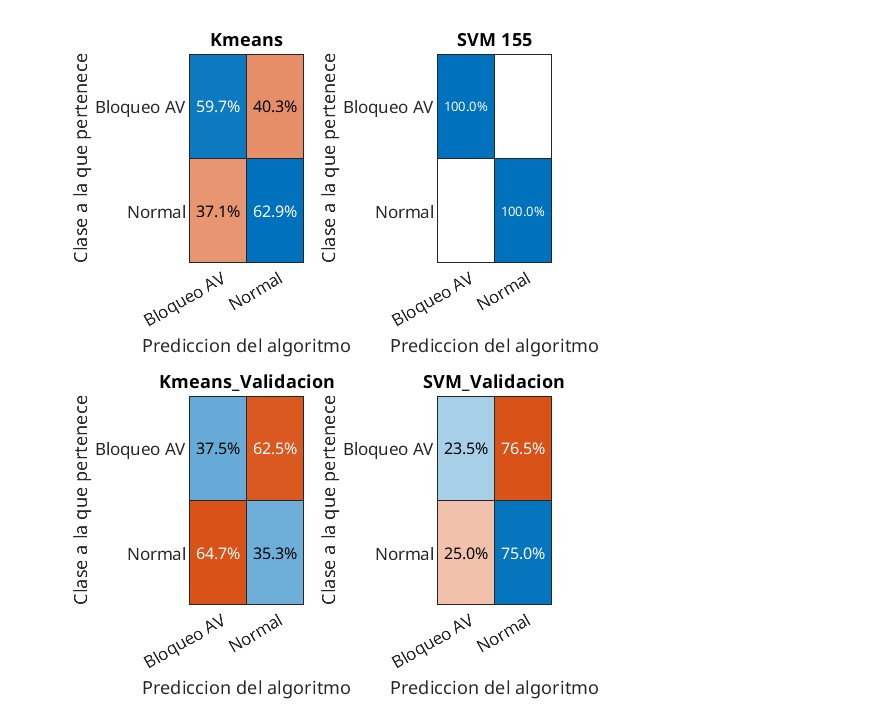 Kmeans
Clase a la que pertenece
Bloqueo AV
59.7%
40.3%
Normal
37.1%
62.9%
Bloqueo AV
Normal
Prediccion del algoritmo
SVM 155
Clase a la que pertenece
Bloqueo AV
100.0%
Normal
100.0%
Bloqueo AV
Normal
Prediccion del algoritmo
Kmeans_Validacion
Clase a la que pertenece
Bloqueo AV
37.5%
62.5%
Normal
64.7%
35.3%
Bloqueo AV
Normal
Prediccion del algoritmo
SVM_Validacion
Clase a la que pertenece
Bloqueo AV
23.5%
76.5%
Normal
25.0%
75.0%
Bloqueo AV
Normal
Prediccion del algoritmo